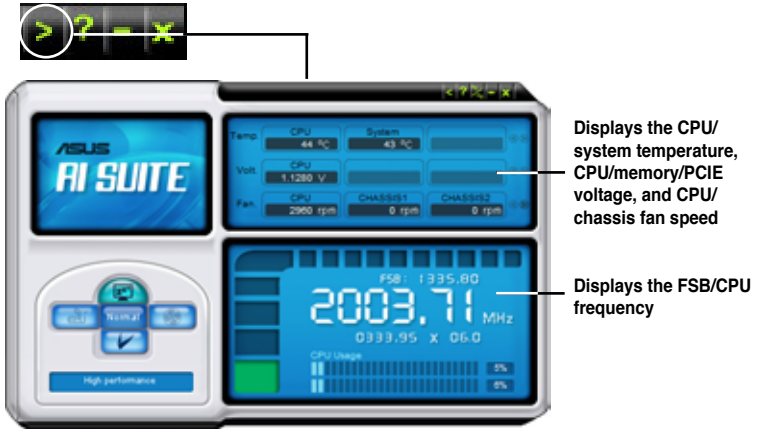 > ? - x
< ? - x
ASUS
AI SUITE
Temp. CPU System
44 ºC 43 ºC
Volt. CPU
1.1280 V
Fan. CPU CHASSIS1 CHASSIS2
2960 rpm 0 rpm 0 rpm
Displays the CPU/
system temperature,
CPU/memory/PCIE
voltage, and CPU/
chassis fan speed
FSB: 1335.80
2003.71 MHz
0333.95 x 06.0
CPU Usage
5%
6%
Displays the FSB/CPU
frequency
Normal
High performance